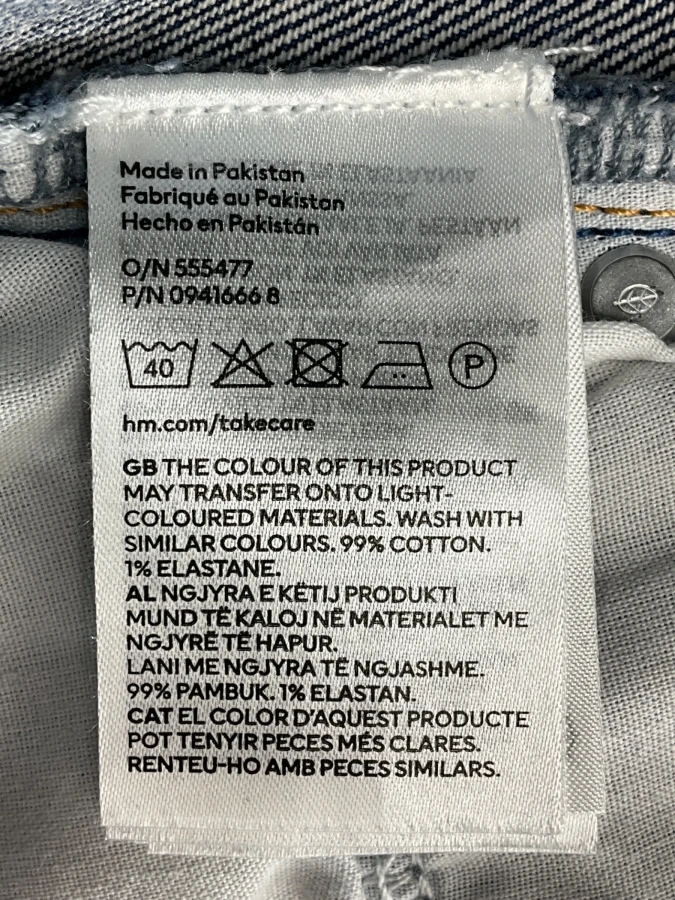 Made in Pakistan
Fabriqué au Pakistan
Hecho en Pakistán
O/N 555477
P/N 0941666 8
40
P
hm.com/takecare
GB THE COLOUR OF THIS PRODUCT
MAY TRANSFER ONTO LIGHT-
COLOURED MATERIALS. WASH WITH
SIMILAR COLOURS. 99% COTTON.
1% ELASTANE.
AL NGJYRA E KËTIJ PRODUKTI
MUND TË KALOJ NË MATERIALET ME
NGJYRË TË HAPUR.
LANI ME NGJYRA TË NGJASHME.
99% PAMBUK. 1% ELASTAN.
CAT EL COLOR D'AQUEST PRODUCTE
POT TENYIR PECES MÉS CLARES.
RENTEU-HO AMB PECES SIMILARS.